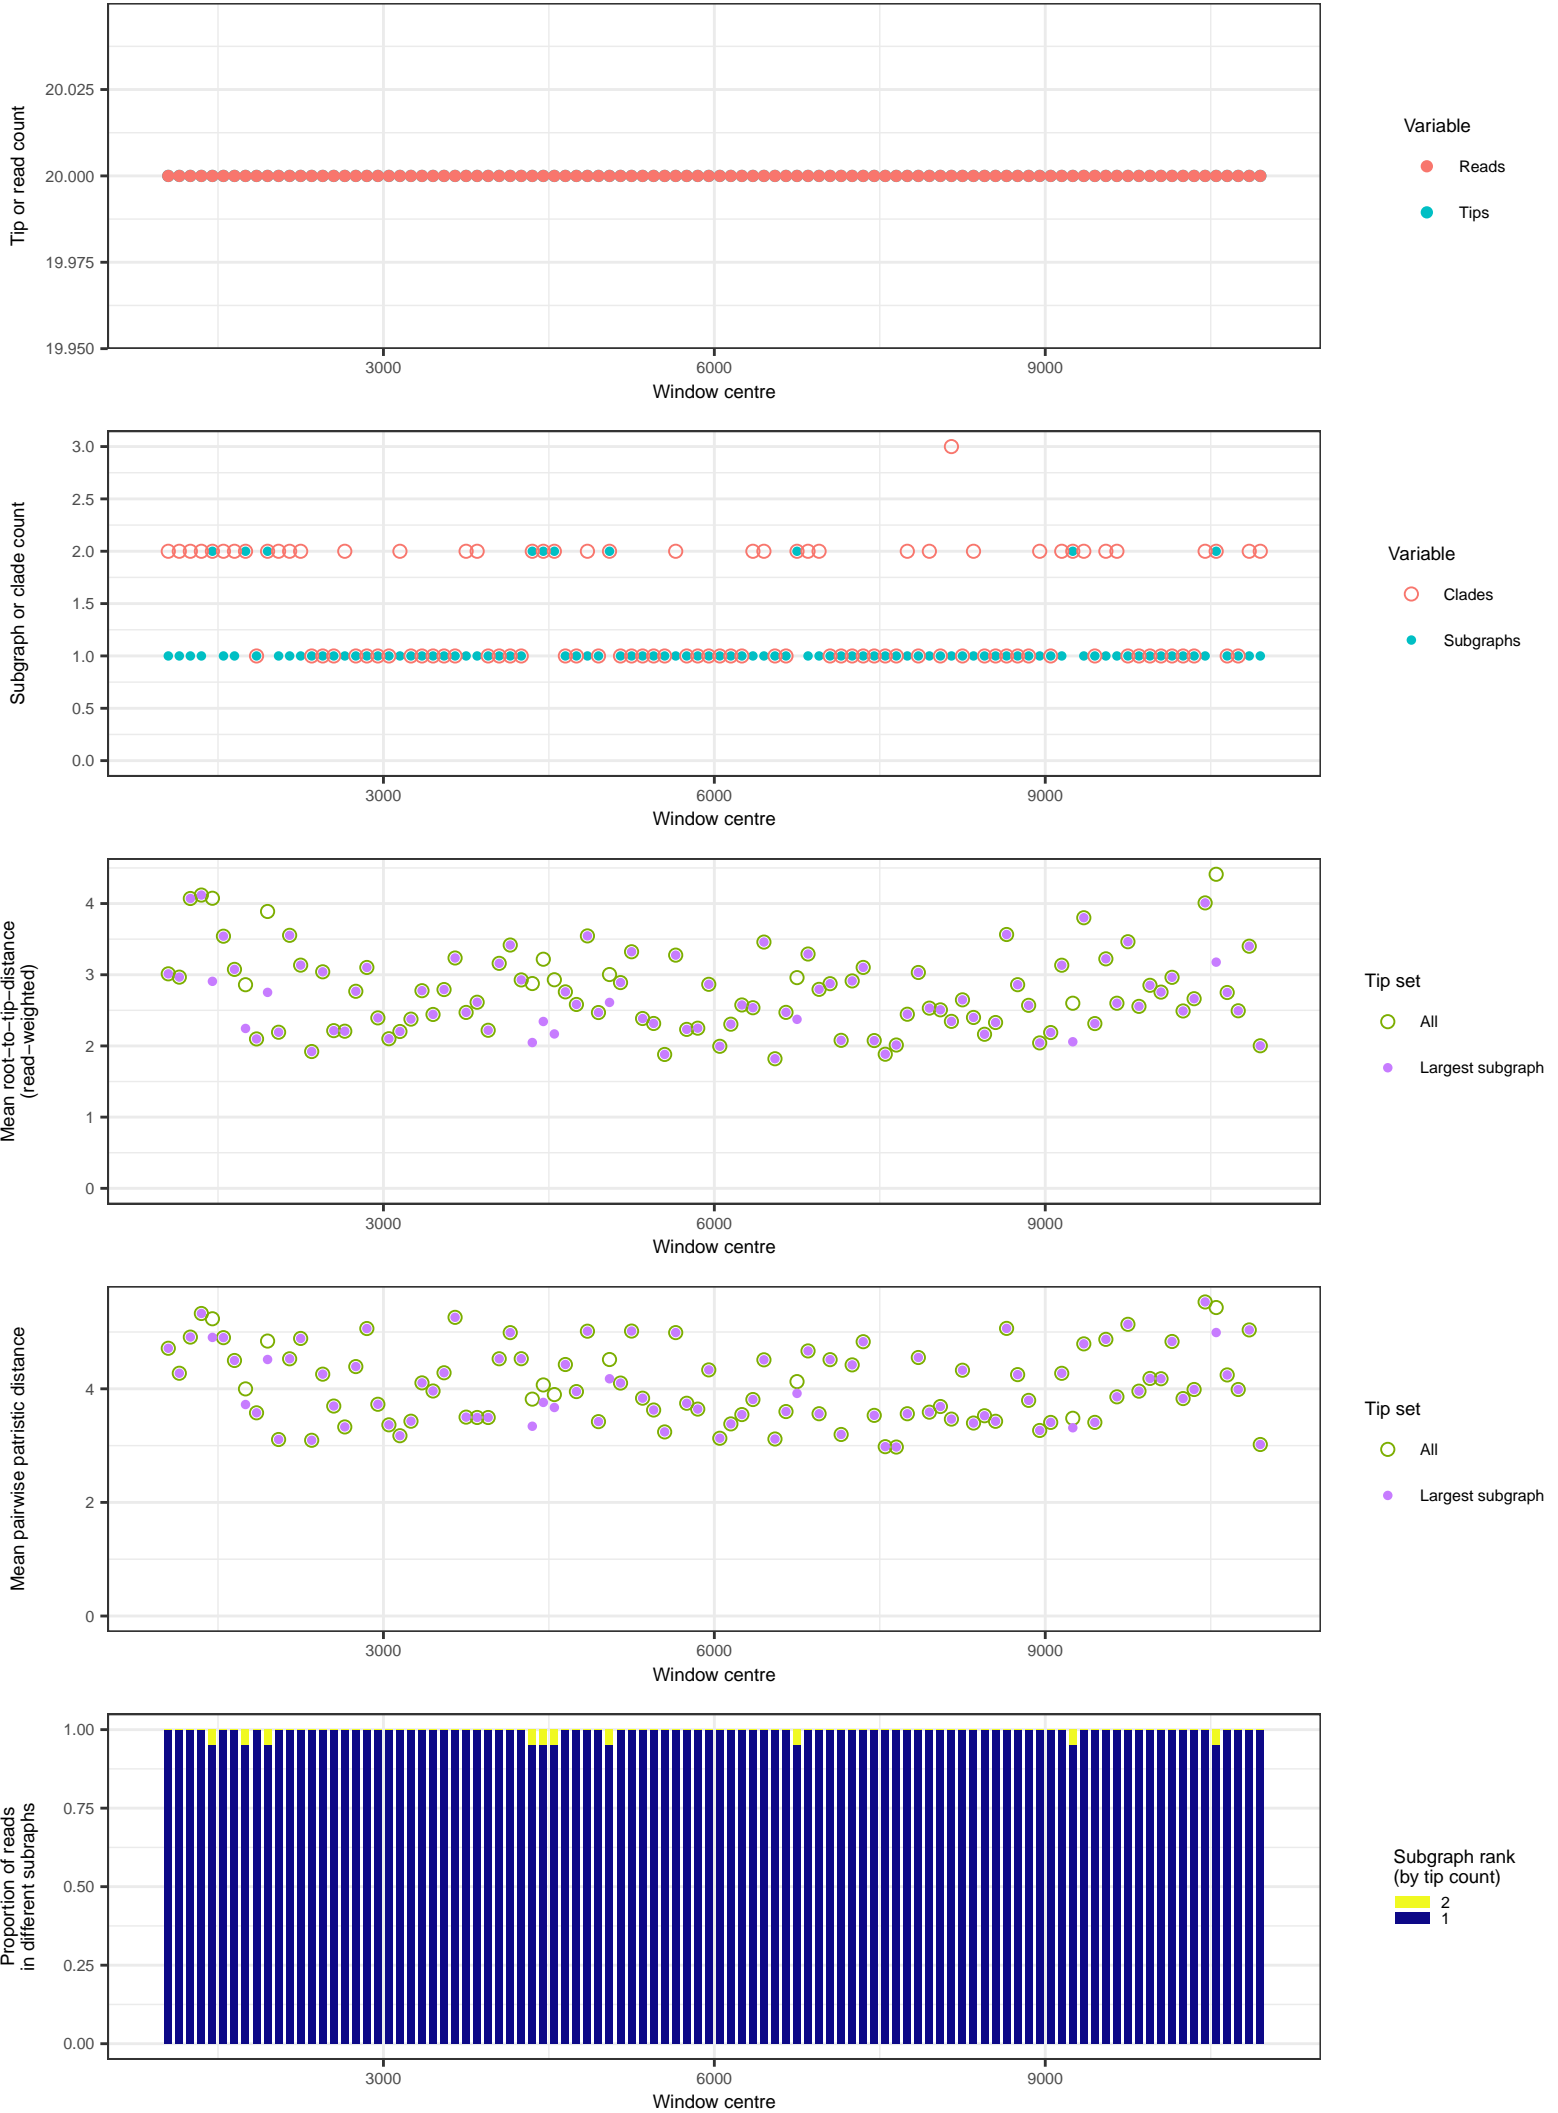 20.025
20.000
19.975
19.950
Tip or read count
3000
6000
9000
Window centre
Variable
Reads
Tips
3.0
2.5
2.0
1.5
1.0
0.5
0.0
Subgraph or clade count
3000
6000
9000
Window centre
Variable
Clades
Subgraphs
4
3
2
1
0
Mean root−to−tip−distance
(read−weighted)
3000
6000
9000
Window centre
Tip set
All
Largest subgraph
4
2
0
Mean pairwise patristic distance
3000
6000
9000
Window centre
Tip set
All
Largest subgraph
1.00
0.75
0.50
0.25
0.00
Proportion of reads
in different subraphs
3000
6000
9000
Window centre
Subgraph rank
(by tip count)
2
1